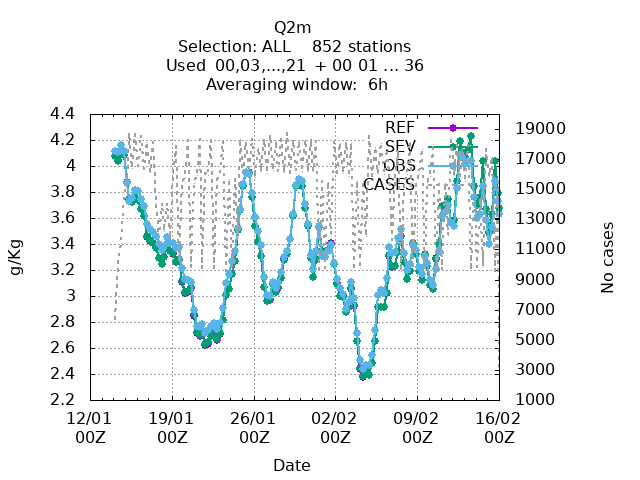 Q2m
Selection: ALL 852 stations
Used 00,03,...,21 + 00 01 ... 36
Averaging window: 6h
4.4
4.2
4
3.8
3.6
3.4
3.2
3
2.8
2.6
2.4
2.2
g/Kg
REF
SEV
OBS
CASES
19000
17000
15000
13000
11000
9000
7000
5000
3000
1000
No cases
12/01 19/01 26/01 02/02 09/02 16/02
00Z 00Z 00Z 00Z 00Z 00Z
Date